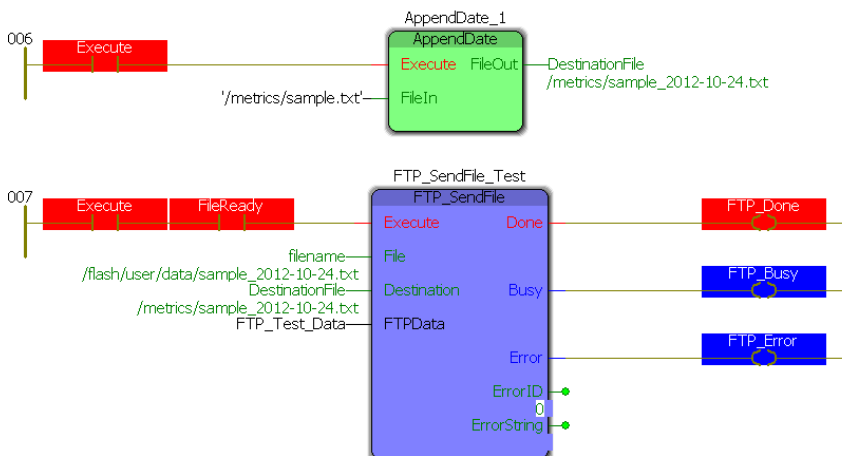 AppendDate_1
006
Execute
AppendDate
Execute FileOut
DestinationFile
/metrics/sample_2012-10-24.txt
'/metrics/sample.txt'
FileIn
FTP_SendFile_Test
007
Execute
FileReady
FTP_SendFile
FTP_Done
Execute Done
filename
File
/flash/user/data/sample_2012-10-24.txt
FTP_Busy
DestinationFile
Destination
Busy
/metrics/sample_2012-10-24.txt
FTP_Test_Data
FTPData
FTP_Error
Error
ErrorID
0
ErrorString